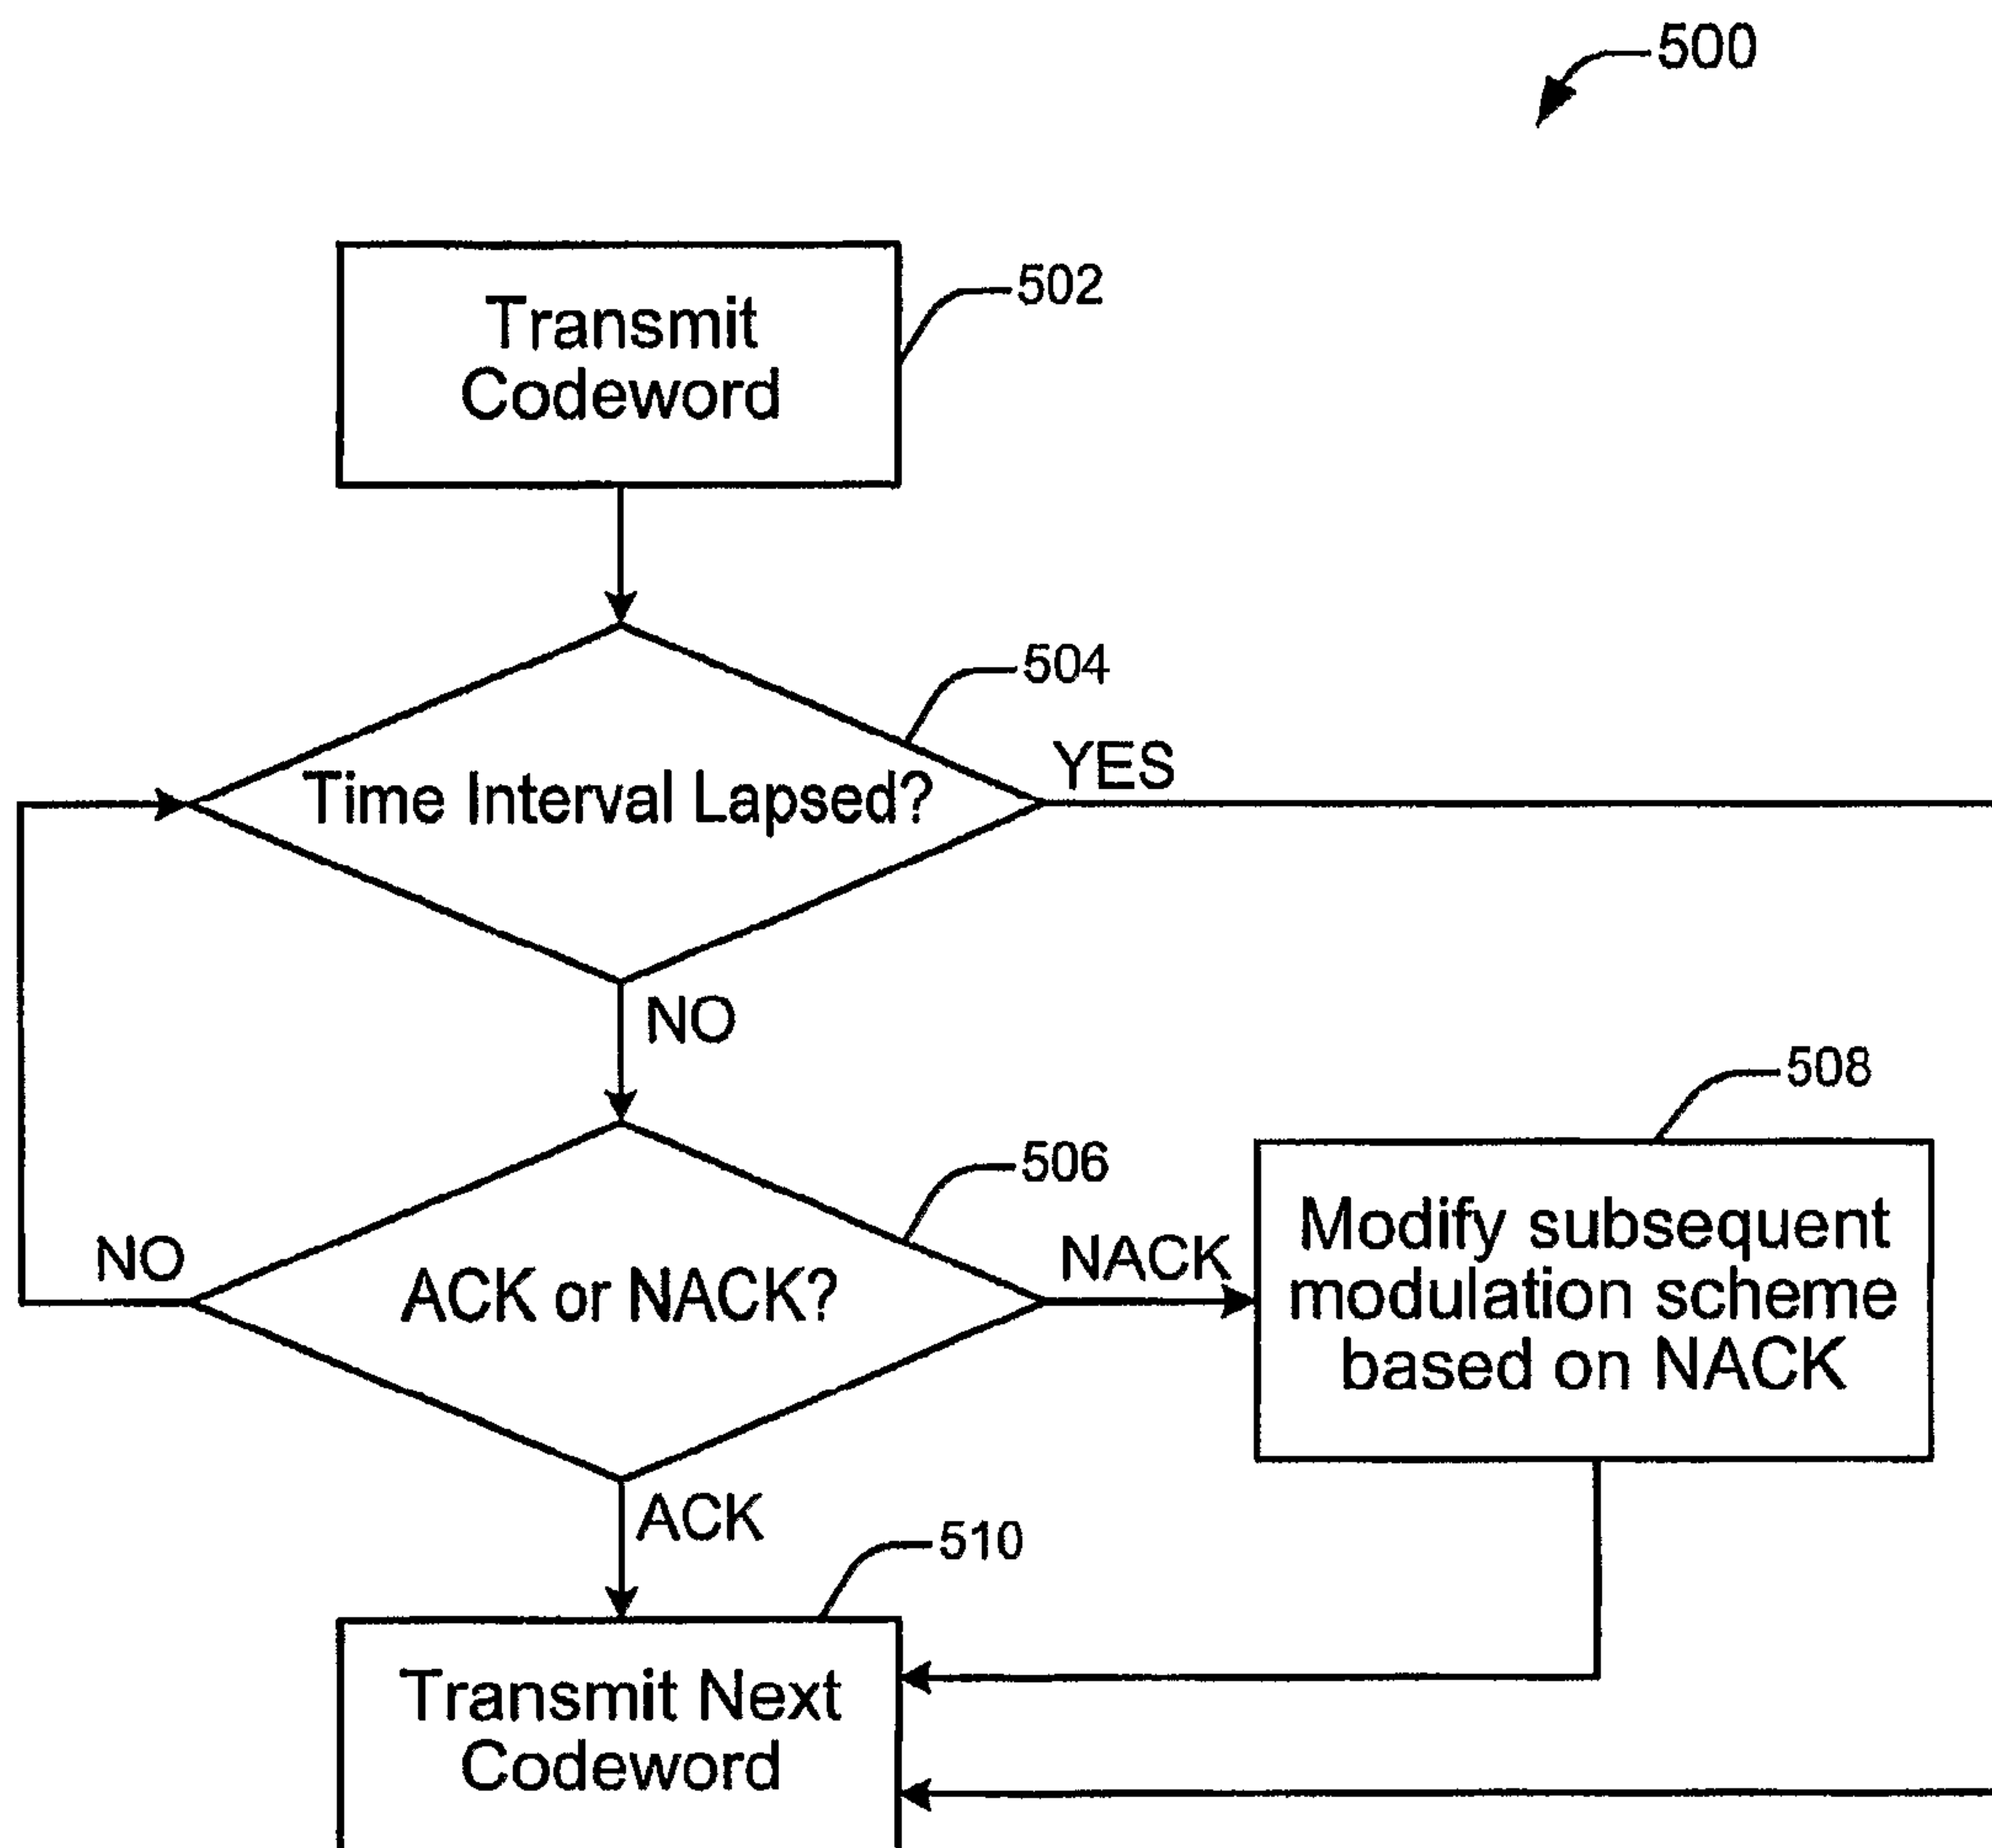 500
Transmit
Codeword
502
Time Interval Lapsed?
504
YES
NO
ACK or NACK?
506
NO
NACK
Modify subsequent
modulation scheme
based on NACK
508
ACK
Transmit Next
Codeword
510